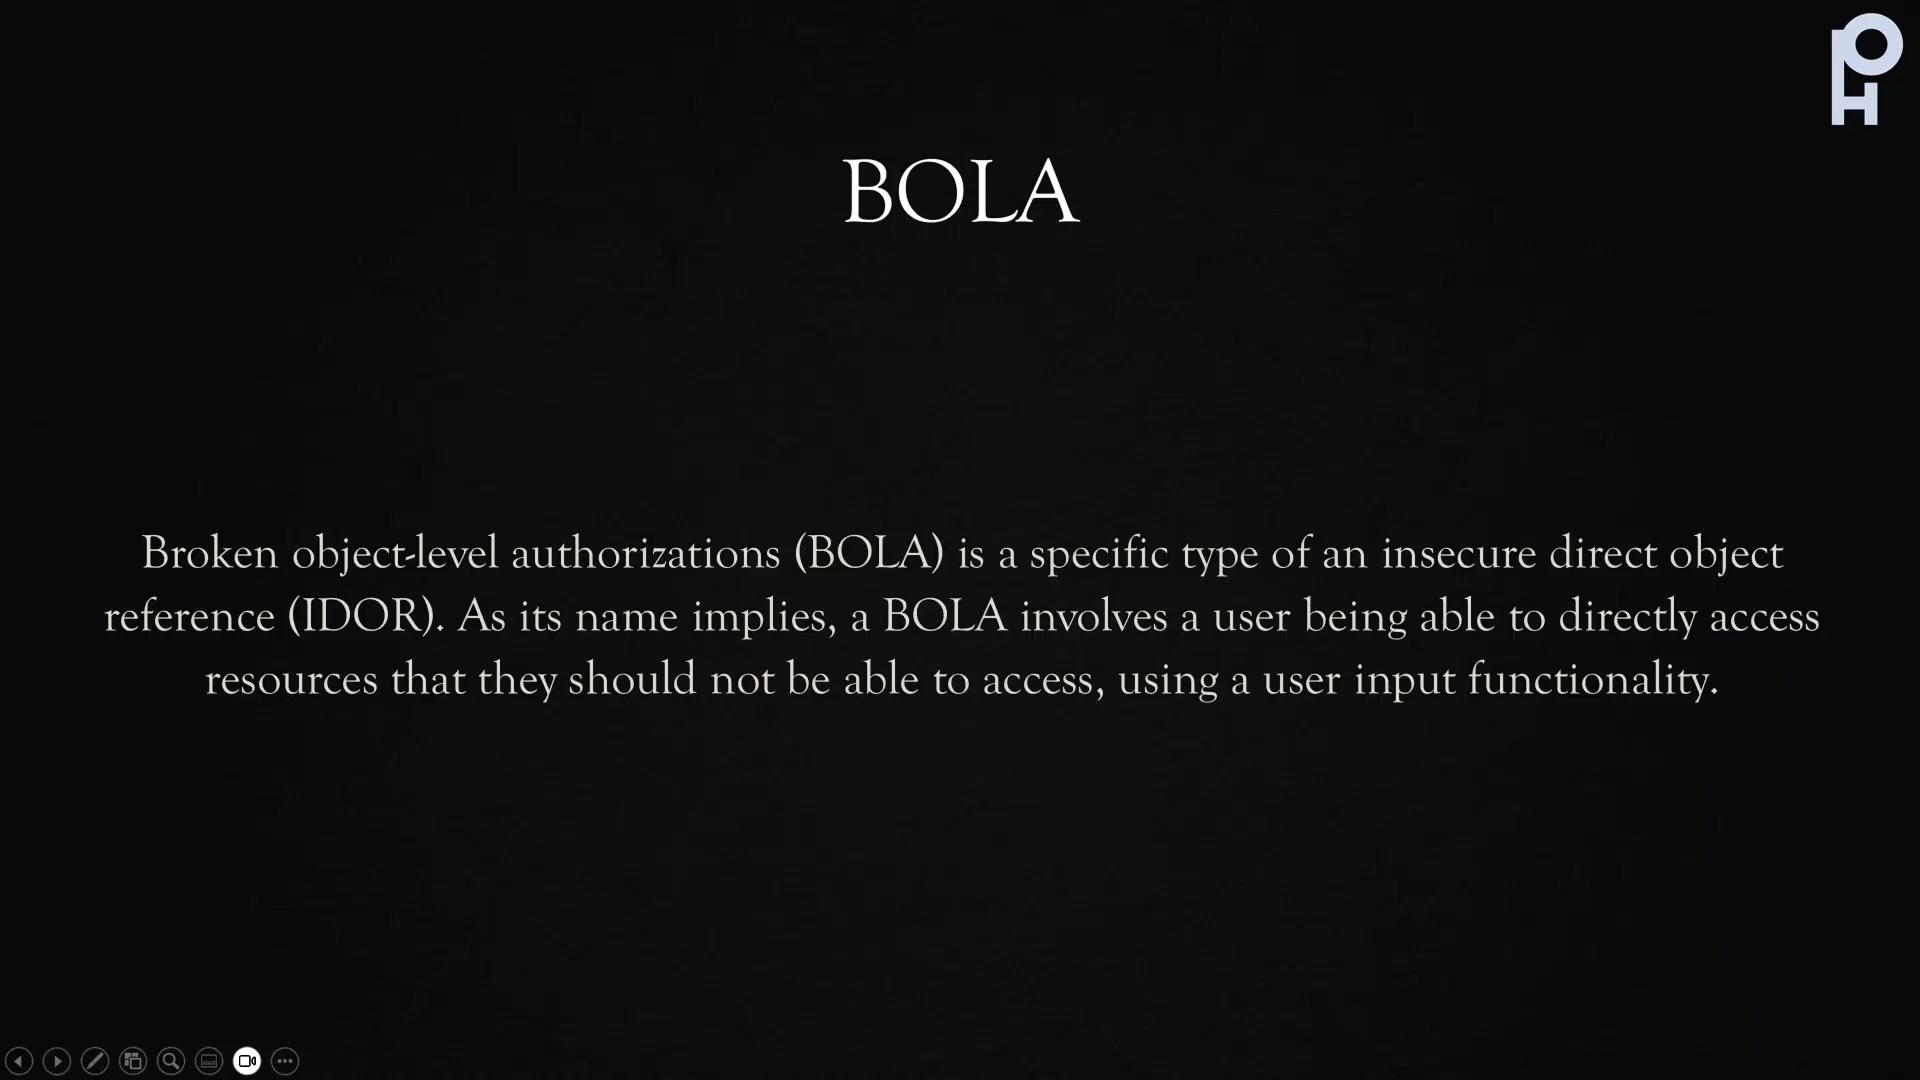 PH
BOLA
Broken object-level authorizations (BOLA) is a specific type of an insecure direct object
reference (IDOR). As its name implies, a BOLA involves a user being able to directly access
resources that they should not be able to access, using a user input functionality.